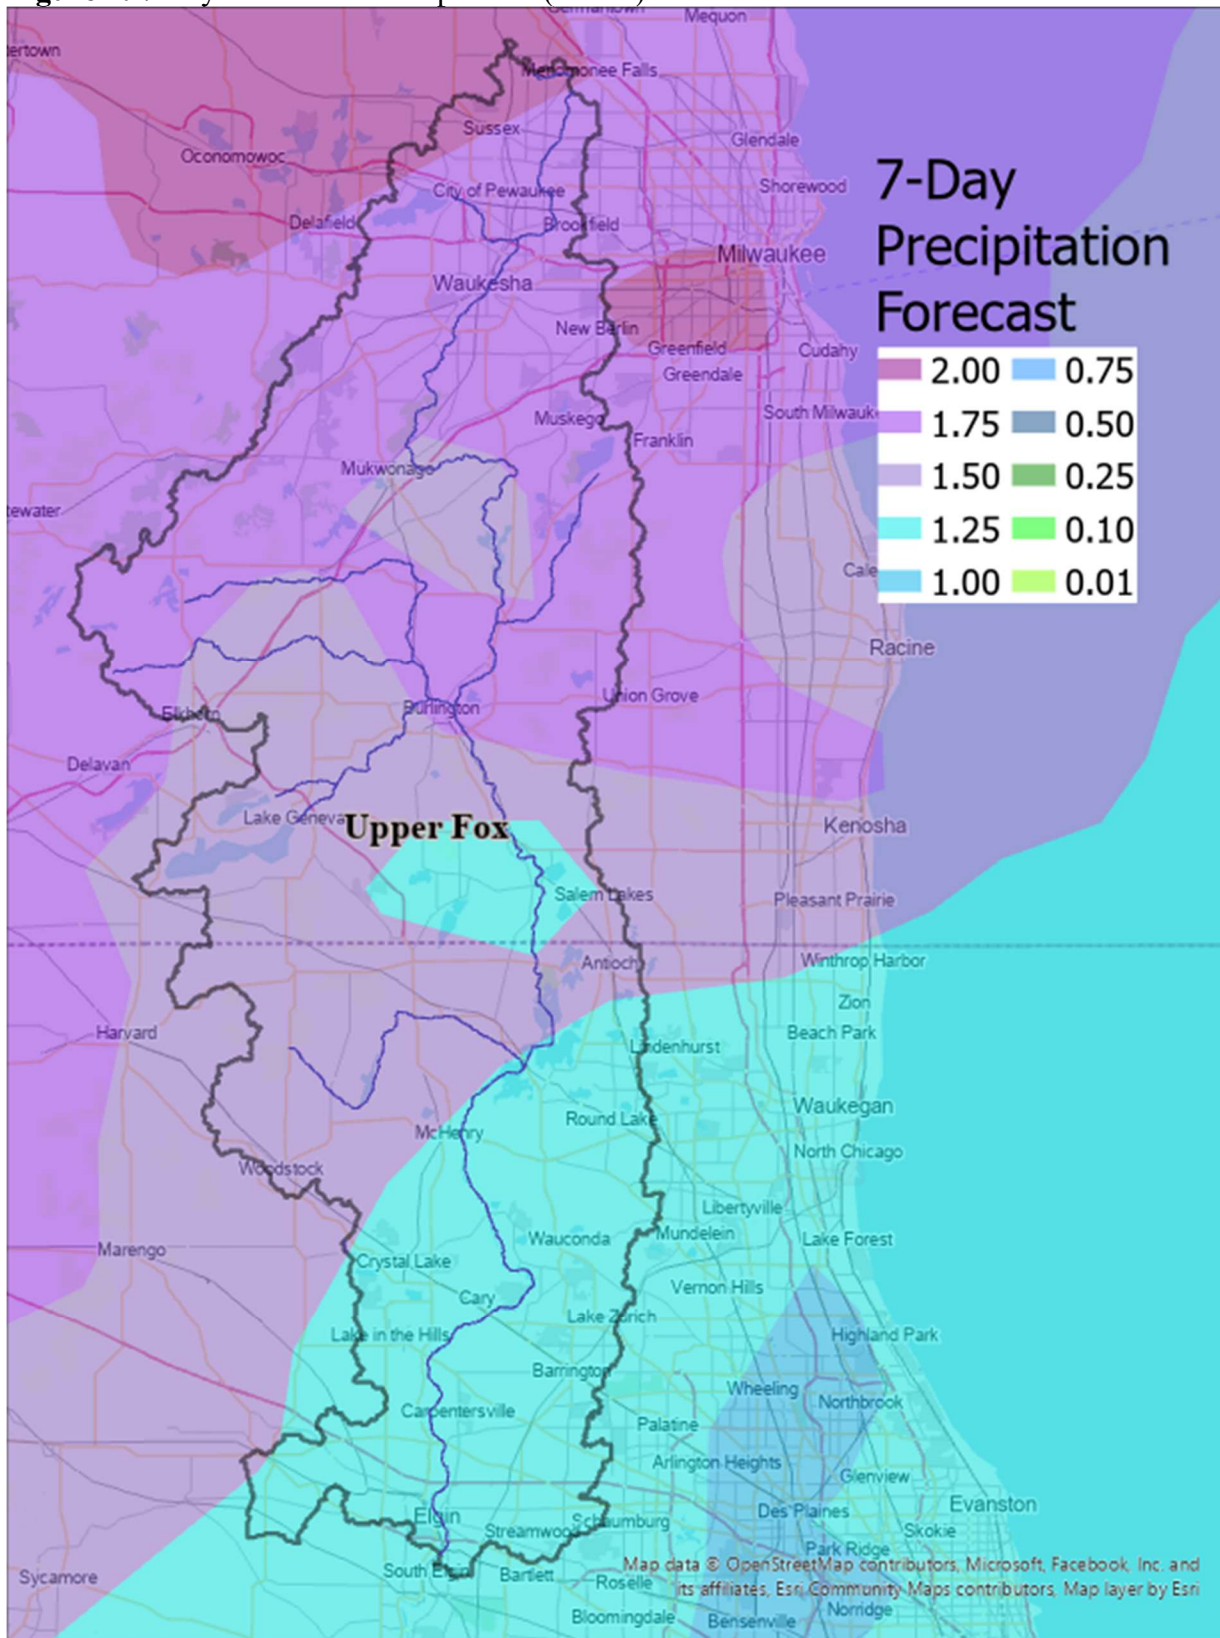 Mequon
Menomonee Falls
Sussex
Glendale
Oconomowoc
City of Pewaukee
Shorewood
Delafield
Brookfield
Milwaukee
Waukesha
New Berlin
Greenfield
Cudahy
Greendale
Muskego
South Milwauk
Franklin
Mukwonago
tewater
Cale
Racine
Union Grove
Elkhorn
Burlington
Delavan
Lake Geneva
Upper Fox
Kenosha
Salem Lakes
Pleasant Prairie
Antioch
Winthrop Harbor
Zion
Harvard
Beach Park
Lindenhurst
Waukegan
Round Lake
McHenry
North Chicago
Woodstock
Libertyville
Wauconda
Mundelein
Lake Forest
Marengo
Crystal Lake
Vernon Hills
Cary
Lake Zurich
Lake in the Hills
Highland Park
Barrington
Wheeling
Northbrook
Carpentersville
Palatine
Arlington Heights
Glenview
Evanston
Des Plaines
Elgin
Schaumburg
Streamwood
Skokie
Park Ridge
South Elgin
Bartlett
Sycamore
Roselle
Norridge
Bloomingdale
Bensenville
7-Day
Precipitation
Forecast
2.00 0.75
1.75 0.50
1.50 0.25
1.25 0.10
1.00 0.01
Map data © OpenStreetMap contributors, Microsoft, Facebook, Inc. and
its affiliates, Esri Community Maps contributors, Map layer by Esri